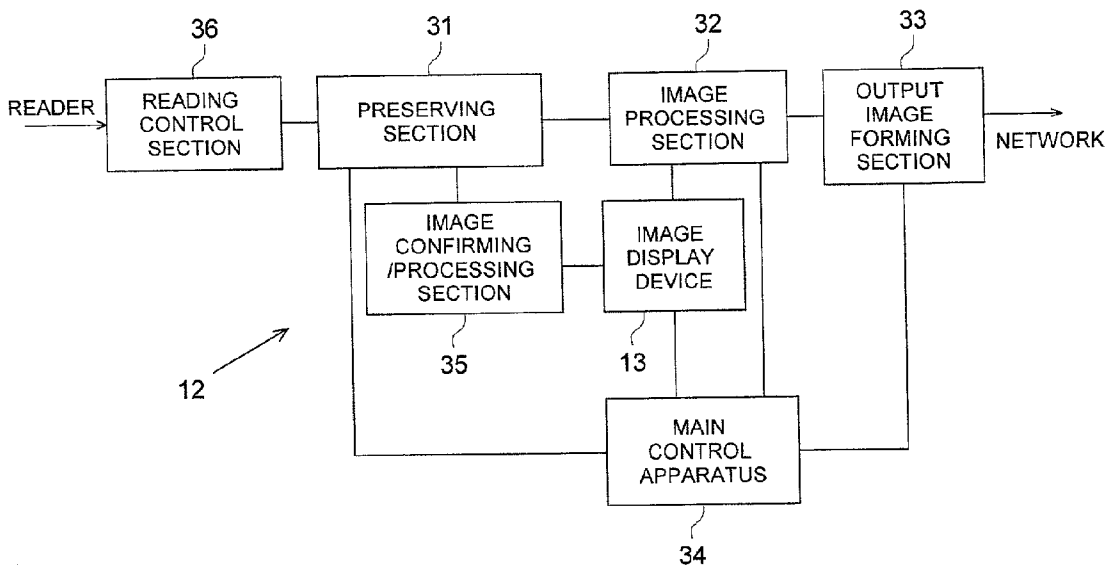 36
31
32
33
READER
READING
CONTROL
SECTION
PRESERVING
SECTION
IMAGE
PROCESSING
SECTION
OUTPUT
IMAGE
FORMING
SECTION
NETWORK
IMAGE
CONFIRMING
/PROCESSING
SECTION
IMAGE
DISPLAY
DEVICE
12
35
13
MAIN
CONTROL
APPARATUS
34